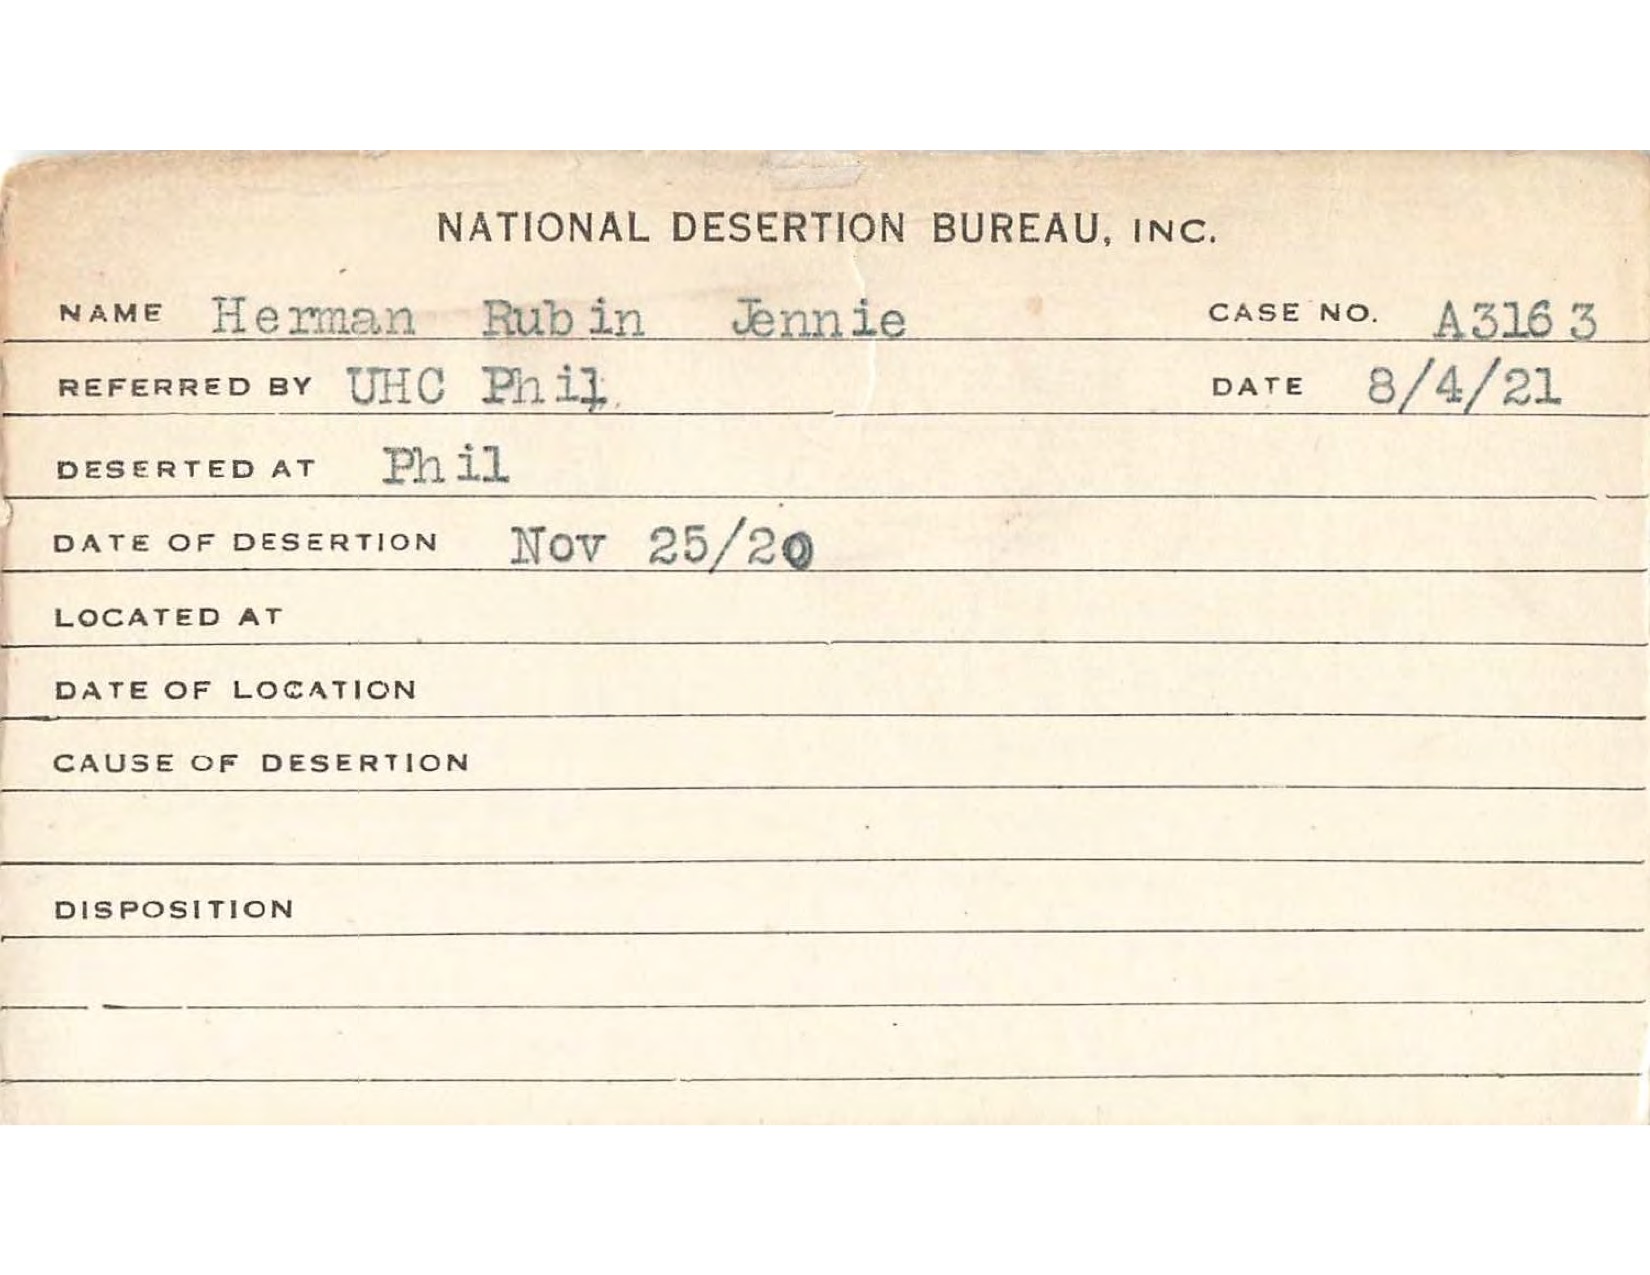 NATIONAL DESERTION BUREAU, INC.
NAME Herman Rubin Jennie CASE NO. A3163
REFERRED BY UHC Phil. DATE 8/4/21
DESERTED AT Phil
DATE OF DESERTION Nov 25/20
LOCATED AT
DATE OF LOCATION
CAUSE OF DESERTION
DISPOSITION